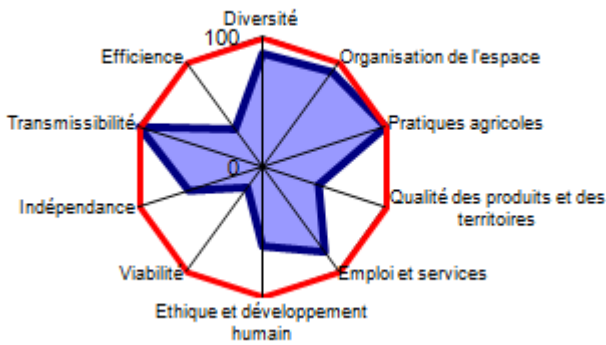 Diversité
100
Efficience
Organisation de l'espace
Transmissibilité
Pratiques agricoles
0
Indépendance
Qualité des produits et des
territoires
Viabilité
Emploi et services
Ethique et développement
humain